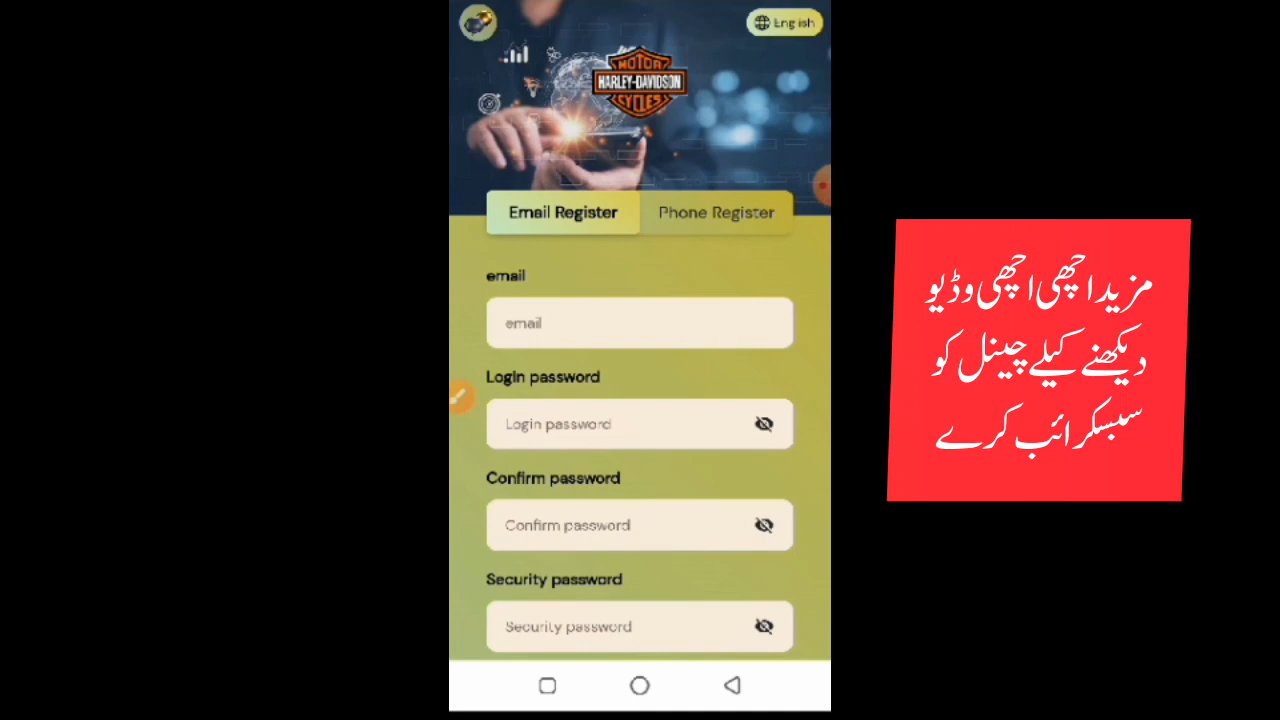 English
MOTOR
HARLEY-DAVIDSON
CYCLES
Email Register
Phone Register
email
email
Login password
Login password
Confirm password
Confirm password
Security password
Security password
مزید اچھی اچھی وڈیو
دیکھنے کیلے چینل کو
سبسکرائب کرے